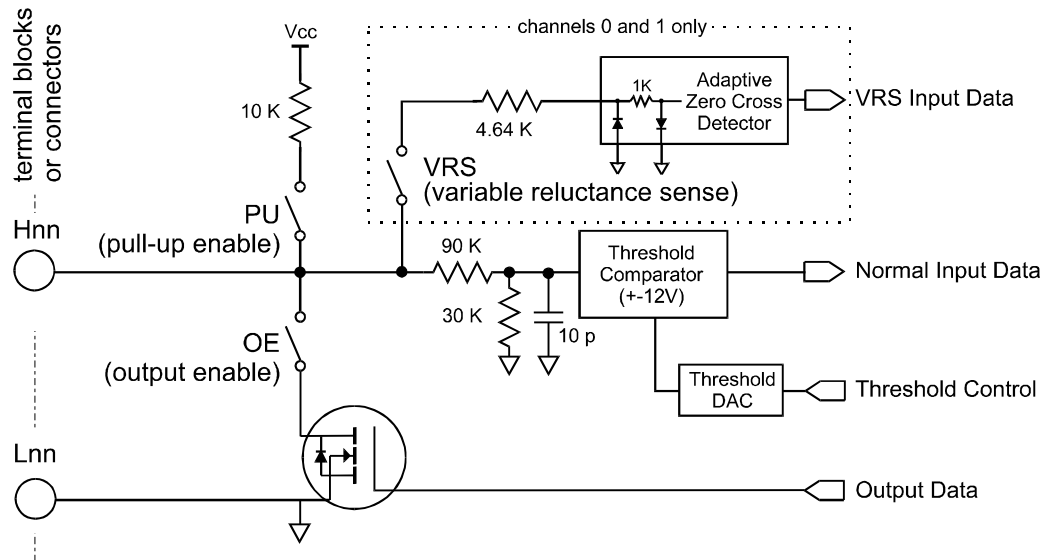 terminal blocks
or connectors
channels 0 and 1 only
Vcc
10 K
4.64 K
1K
Adaptive
Zero Cross
Detector
VRS Input Data
VRS
(variable reluctance sense)
PU
(pull-up enable)
Hnn
90 K
30 K
10 p
Threshold
Comparator
(+-12V)
Normal Input Data
OE
(output enable)
Threshold
DAC
Threshold Control
Lnn
Output Data